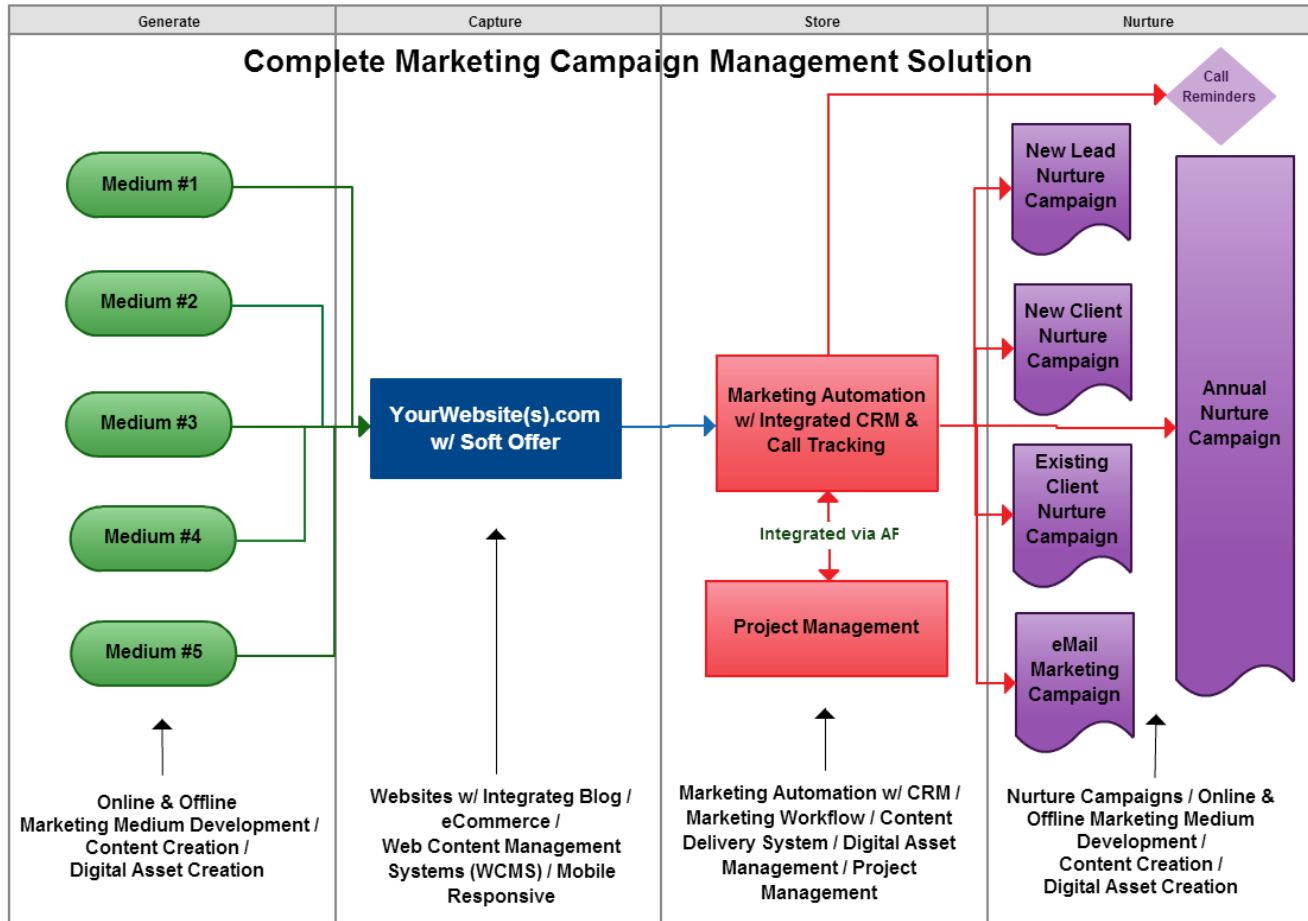 Generate
Capture
Store
Nurture
Complete Marketing Campaign Management Solution
Medium #1
Medium #2
Medium #3
Medium #4
Medium #5
YourWebsite(s).com
w/ Soft Offer
Marketing Automation
w/ Integrated CRM &
Call Tracking
Integrated via AF
Project Management
Call
Reminders
New Lead
Nurture
Campaign
New Client
Nurture
Campaign
Existing
Client
Nurture
Campaign
eMail
Marketing
Campaign
Annual
Nurture
Campaign
Online & Offline
Marketing Medium Development /
Content Creation /
Digital Asset Creation
Websites w/ Integrateg Blog /
eCommerce /
Web Content Management
Systems (WCMS) / Mobile
Responsive
Marketing Automation w/ CRM /
Marketing Workflow / Content
Delivery System / Digital Asset
Management / Project
Management
Nurture Campaigns / Online &
Offline Marketing Medium
Development /
Content Creation /
Digital Asset Creation